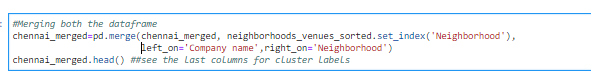 #Merging both the dataframe
chennai_merged=pd.merge(chennai_merged, neighborhoods_venues_sorted.set_index('Neighborhood'),
left_on='Company name',right_on='Neighborhood')
chennai_merged.head() ##see the last columns for cluster labels